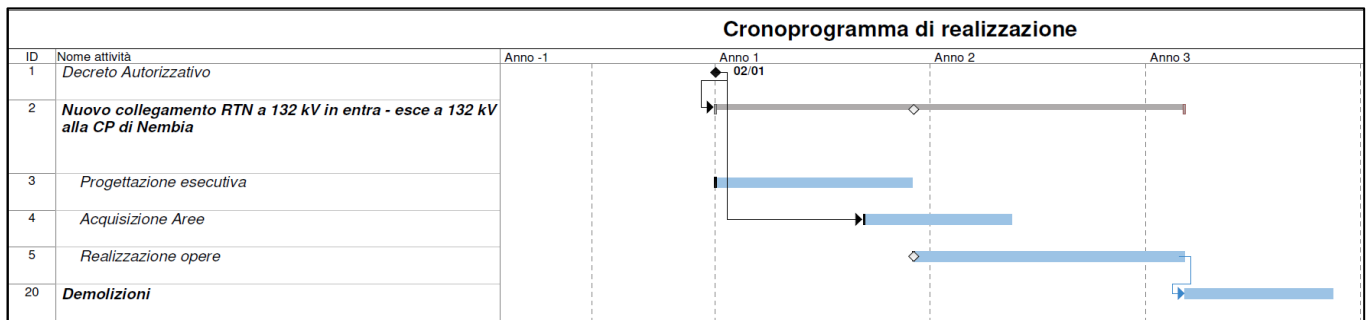 Cronoprogramma di realizzazione
ID Nome attività Anno -1 Anno 1 Anno 2 Anno 3
1 Decreto Autorizzativo 02/01
2 Nuovo collegamento RTN a 132 kV in entra - esce a 132 kV
alla CP di Nembia
3 Progettazione esecutiva
4 Acquisizione Aree
5 Realizzazione opere
20 Demolizioni